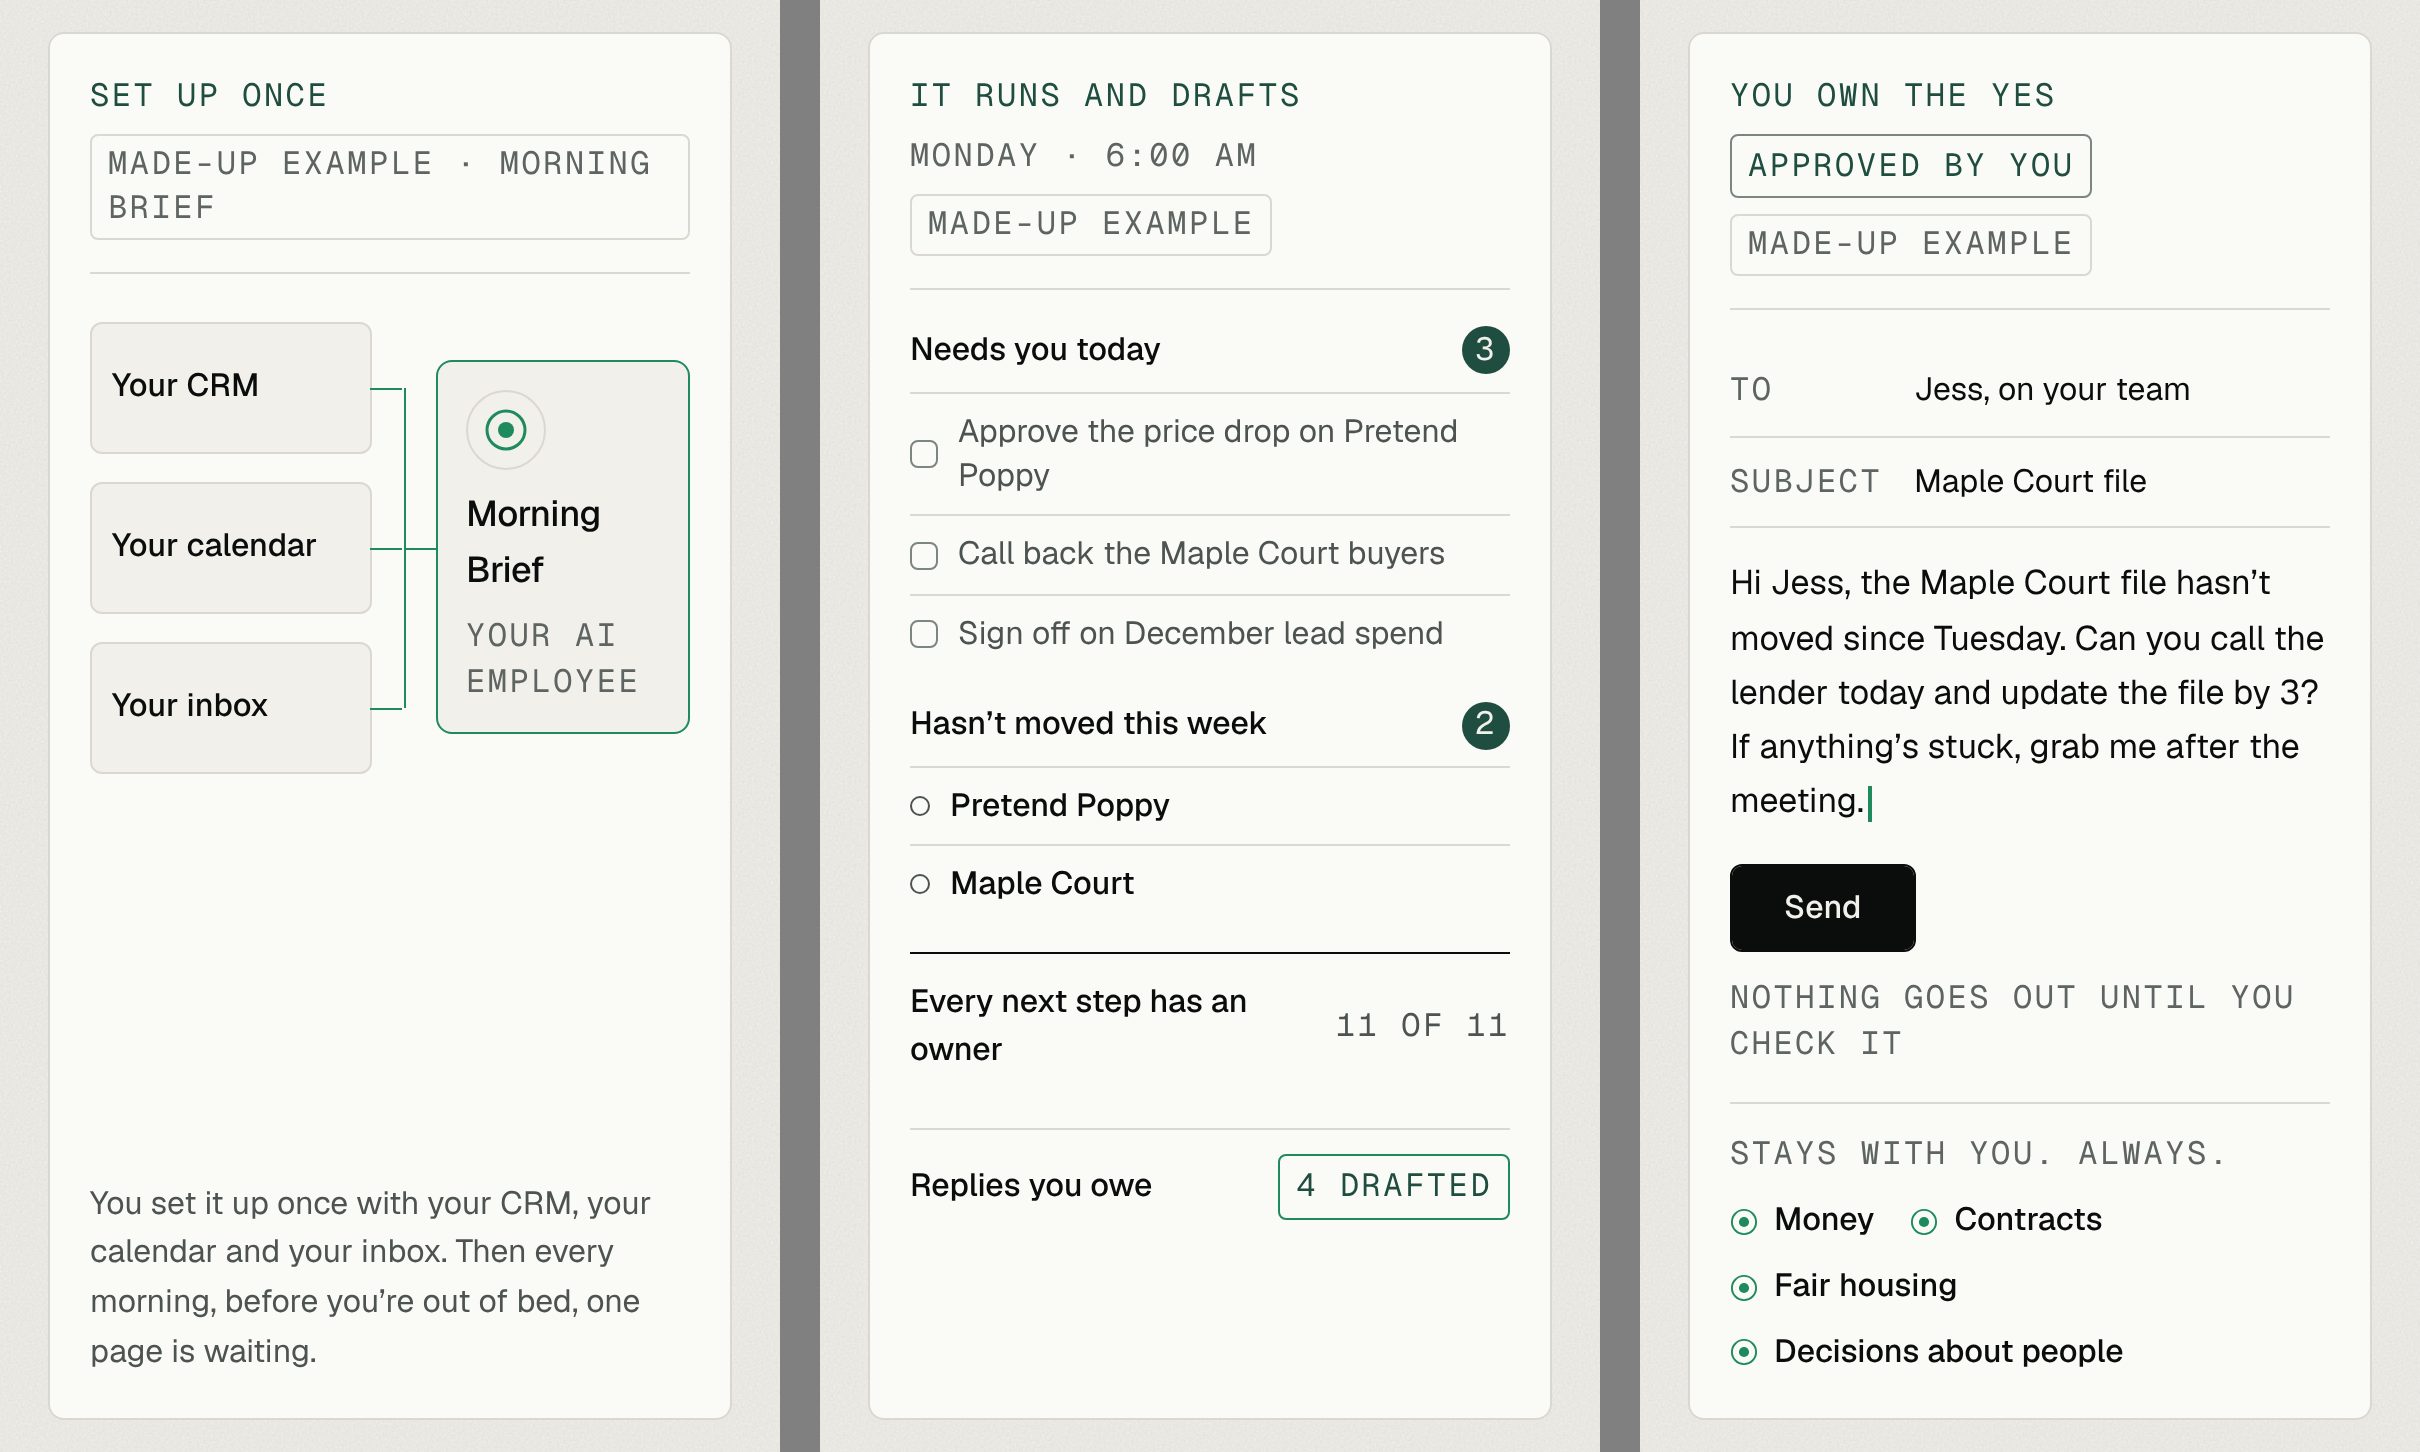 SET UP ONCE
MADE-UP EXAMPLE · MORNING
BRIEF
Your CRM
Your calendar
Your inbox
Morning
Brief
YOUR AI
EMPLOYEE
You set it up once with your CRM, your
calendar and your inbox. Then every
morning, before you’re out of bed, one
page is waiting.
IT RUNS AND DRAFTS
MONDAY · 6:00 AM
MADE-UP EXAMPLE
Needs you today 3
Approve the price drop on Pretend
Poppy
Call back the Maple Court buyers
Sign off on December lead spend
Hasn’t moved this week 2
Pretend Poppy
Maple Court
Every next step has an
owner
11 OF 11
Replies you owe 4 DRAFTED
YOU OWN THE YES
APPROVED BY YOU
MADE-UP EXAMPLE
TO Jess, on your team
SUBJECT Maple Court file
Hi Jess, the Maple Court file hasn’t
moved since Tuesday. Can you call the
lender today and update the file by 3?
If anything’s stuck, grab me after the
meeting.
Send
NOTHING GOES OUT UNTIL YOU
CHECK IT
STAYS WITH YOU. ALWAYS.
Money Contracts
Fair housing
Decisions about people